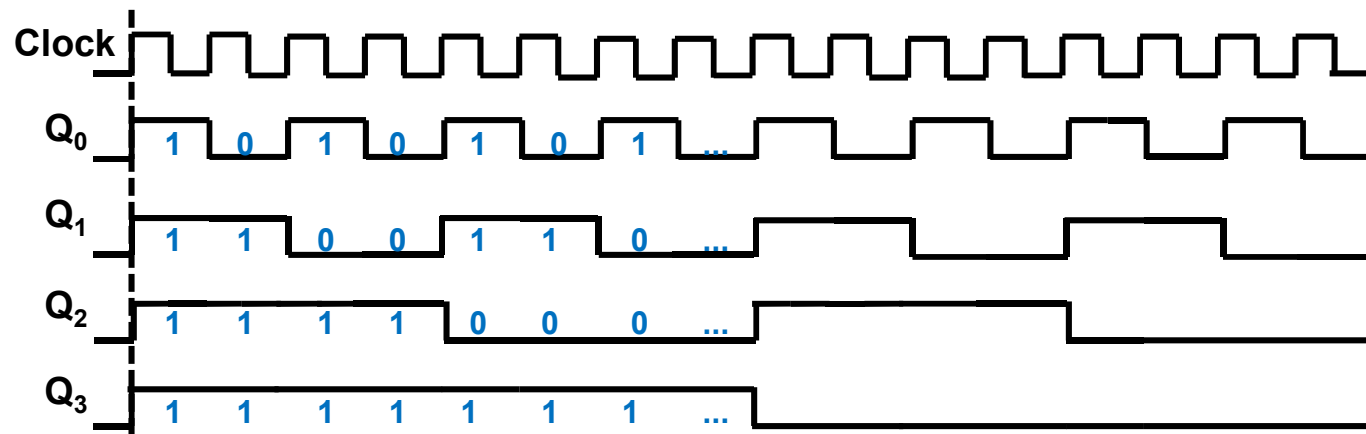 Clock
Q0 1 0 1 0 1 0 1 ...
Q1 1 1 0 0 1 1 0 ...
Q2 1 1 1 1 0 0 0 ...
Q3 1 1 1 1 1 1 1 ...